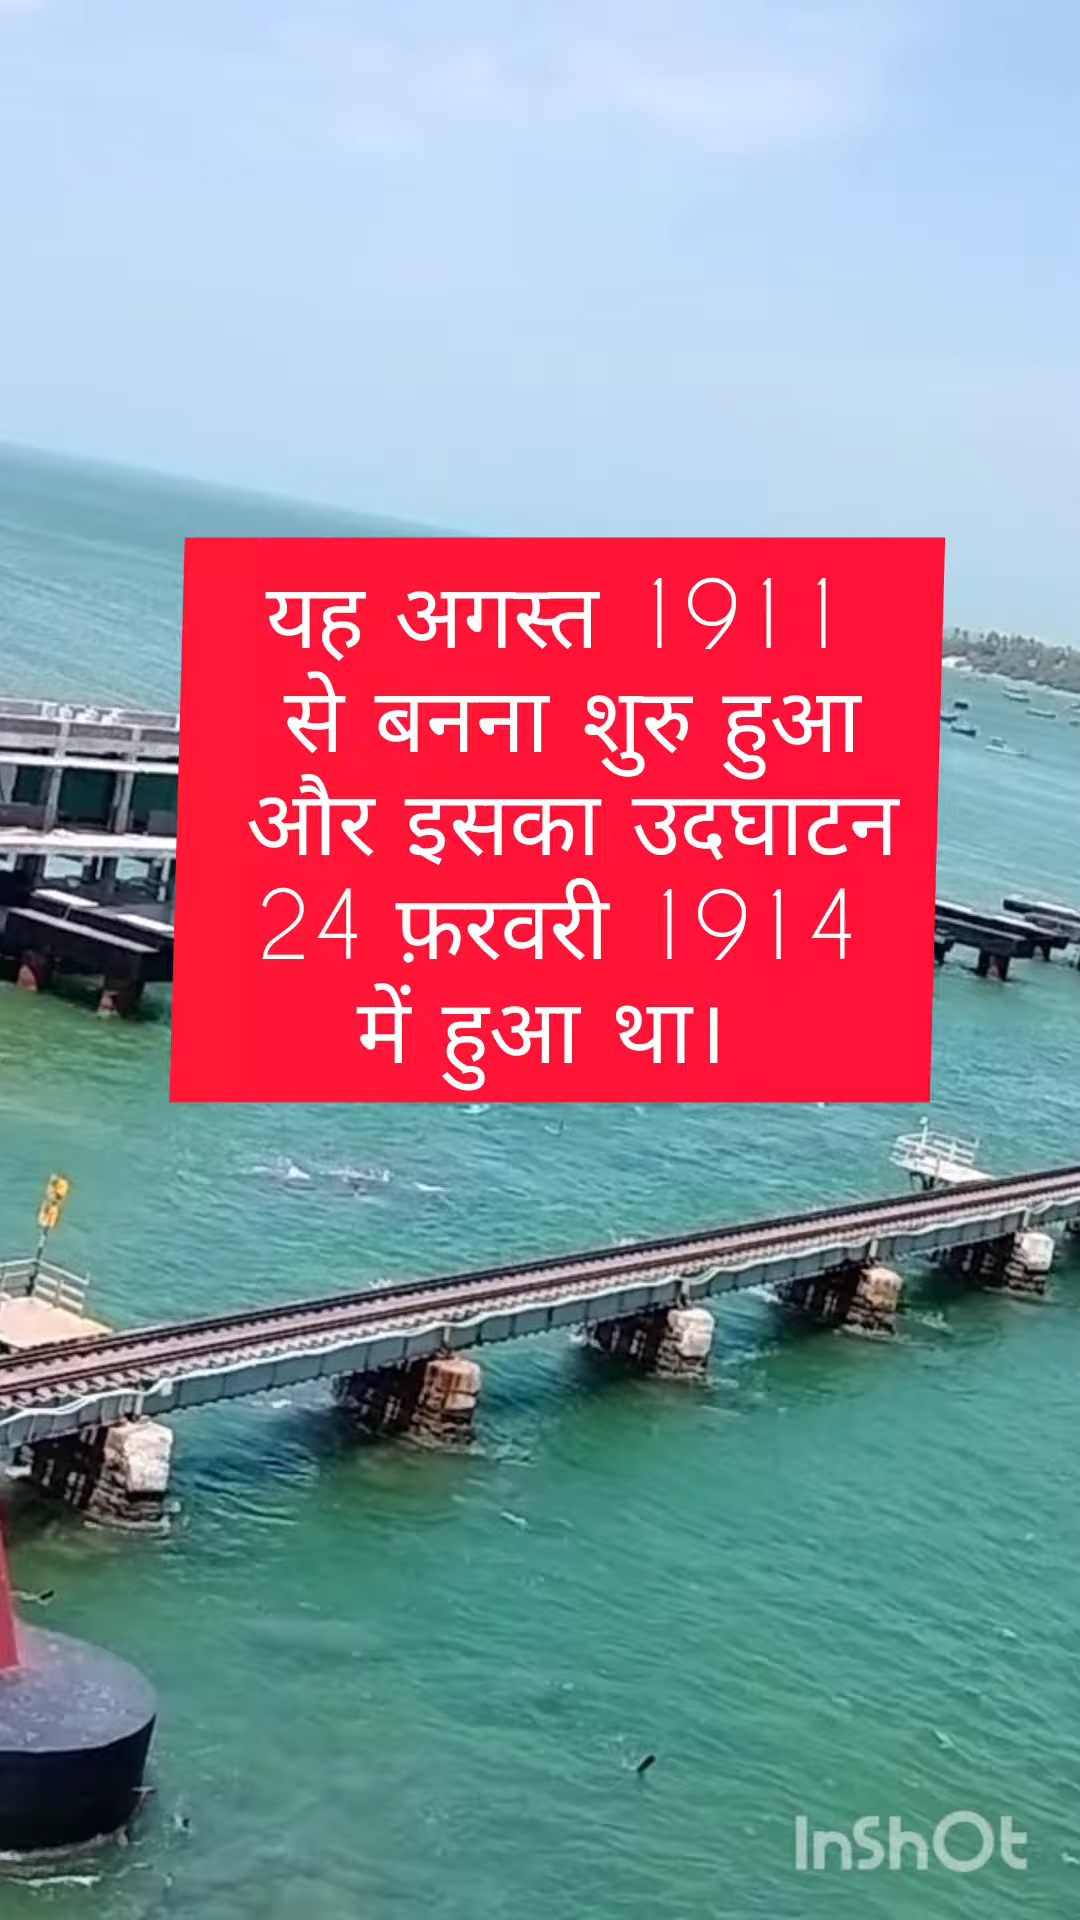 यह अगस्त 1911
से बनना शुरु हुआ
और इसका उदघाटन
24 फ़रवरी 1914
में हुआ था।
InShOt